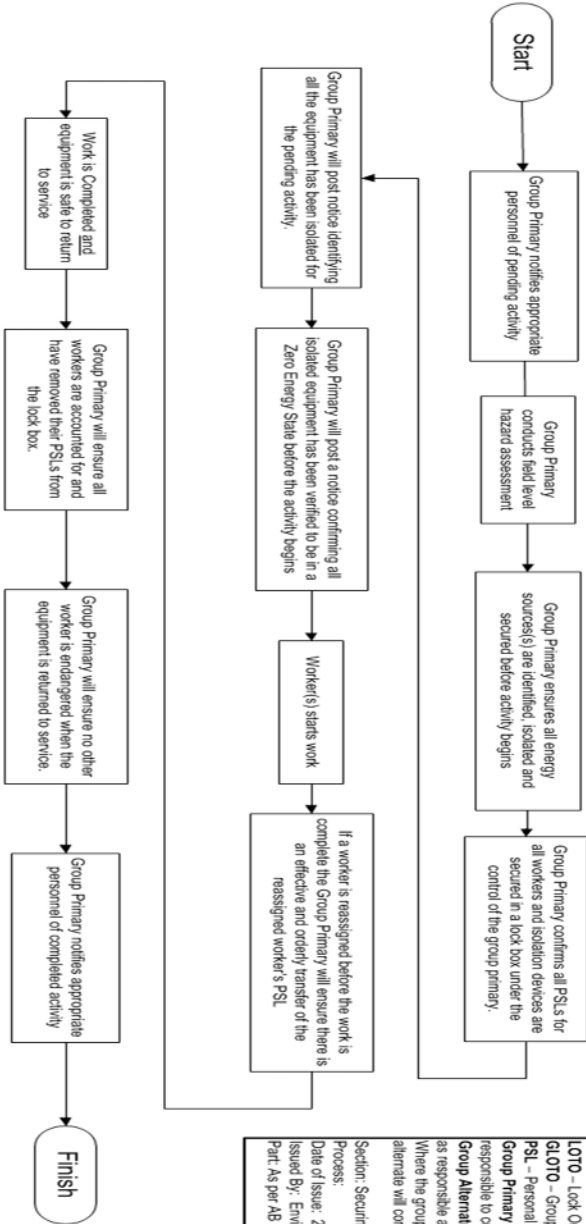 Start
Group Primary notifies appropriate
personnel of pending activity
Group Primary
conducts field level
hazard assessment
Group Primary ensures all energy
sources(s) are identified, isolated and
secured before activity begins
Group Primary confirms all PSLs for
all workers and isolation devices are
secured in a lock box under the
control of the group primary.
Group Primary will post notice identifying
all the equipment has been isolated for
the pending activity.
Group Primary will post a notice confirming all
isolated equipment has been verified to be in a
Zero Energy State before the activity begins
Worker(s) starts work
If a worker is reassigned before the work is
complete the Group Primary will ensure there is
an effective and orderly transfer of the
reassigned worker's PSL
Work is Completed and
equipment is safe to return
to service
Group Primary will ensure all
workers are accounted for and
have removed their PSLs from
the lock box.
Group Primary will ensure no other
worker is endangered when the
equipment is returned to service.
Group Primary notifies appropriate
personnel of completed activity
Finish
LOTO – Lock
GLOTO – Group
PSL – Personal
Group Primary
responsible to
Group Alternat
as responsible
Where the group
alternate will
Section: Securin
Process:
Date of Issue: 2
Issued By: Envi
Part: As per AB